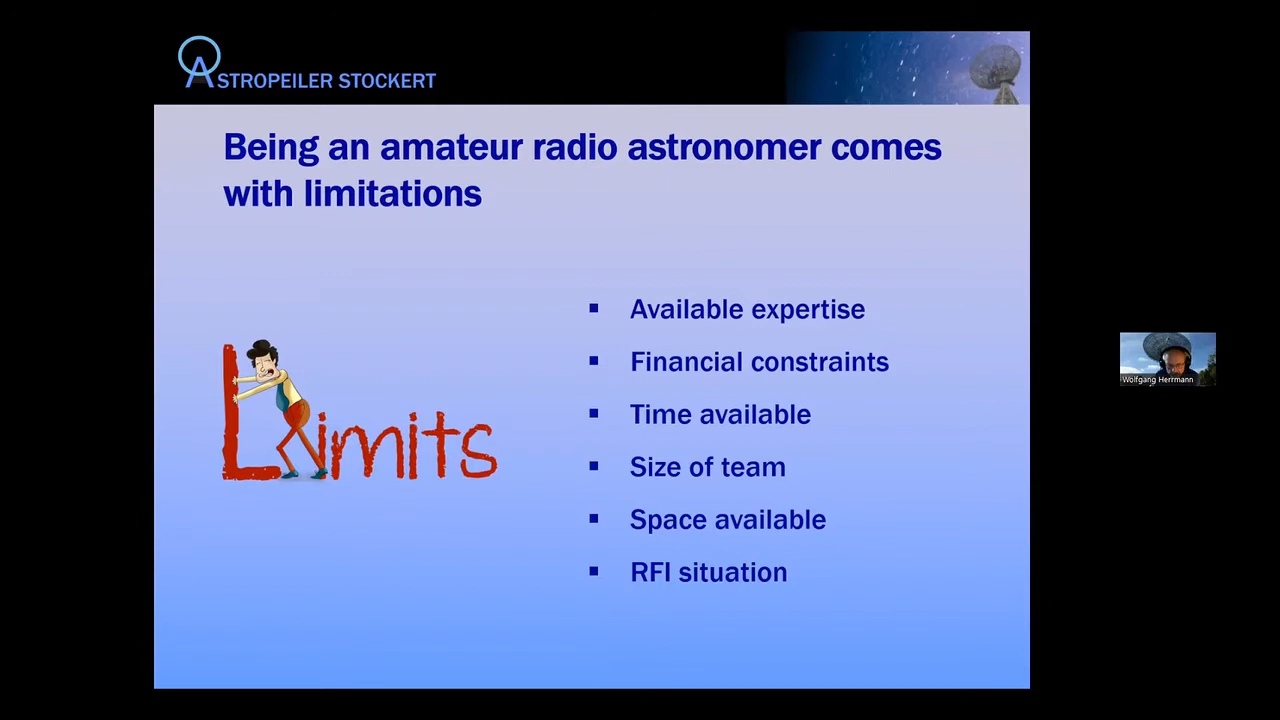 ASTROPEILER STOCKERT
Being an amateur radio astronomer comes
with limitations
Limits
▪ Available expertise
▪ Financial constraints
▪ Time available
▪ Size of team
▪ Space available
▪ RFI situation
Wolfgang Herrmann